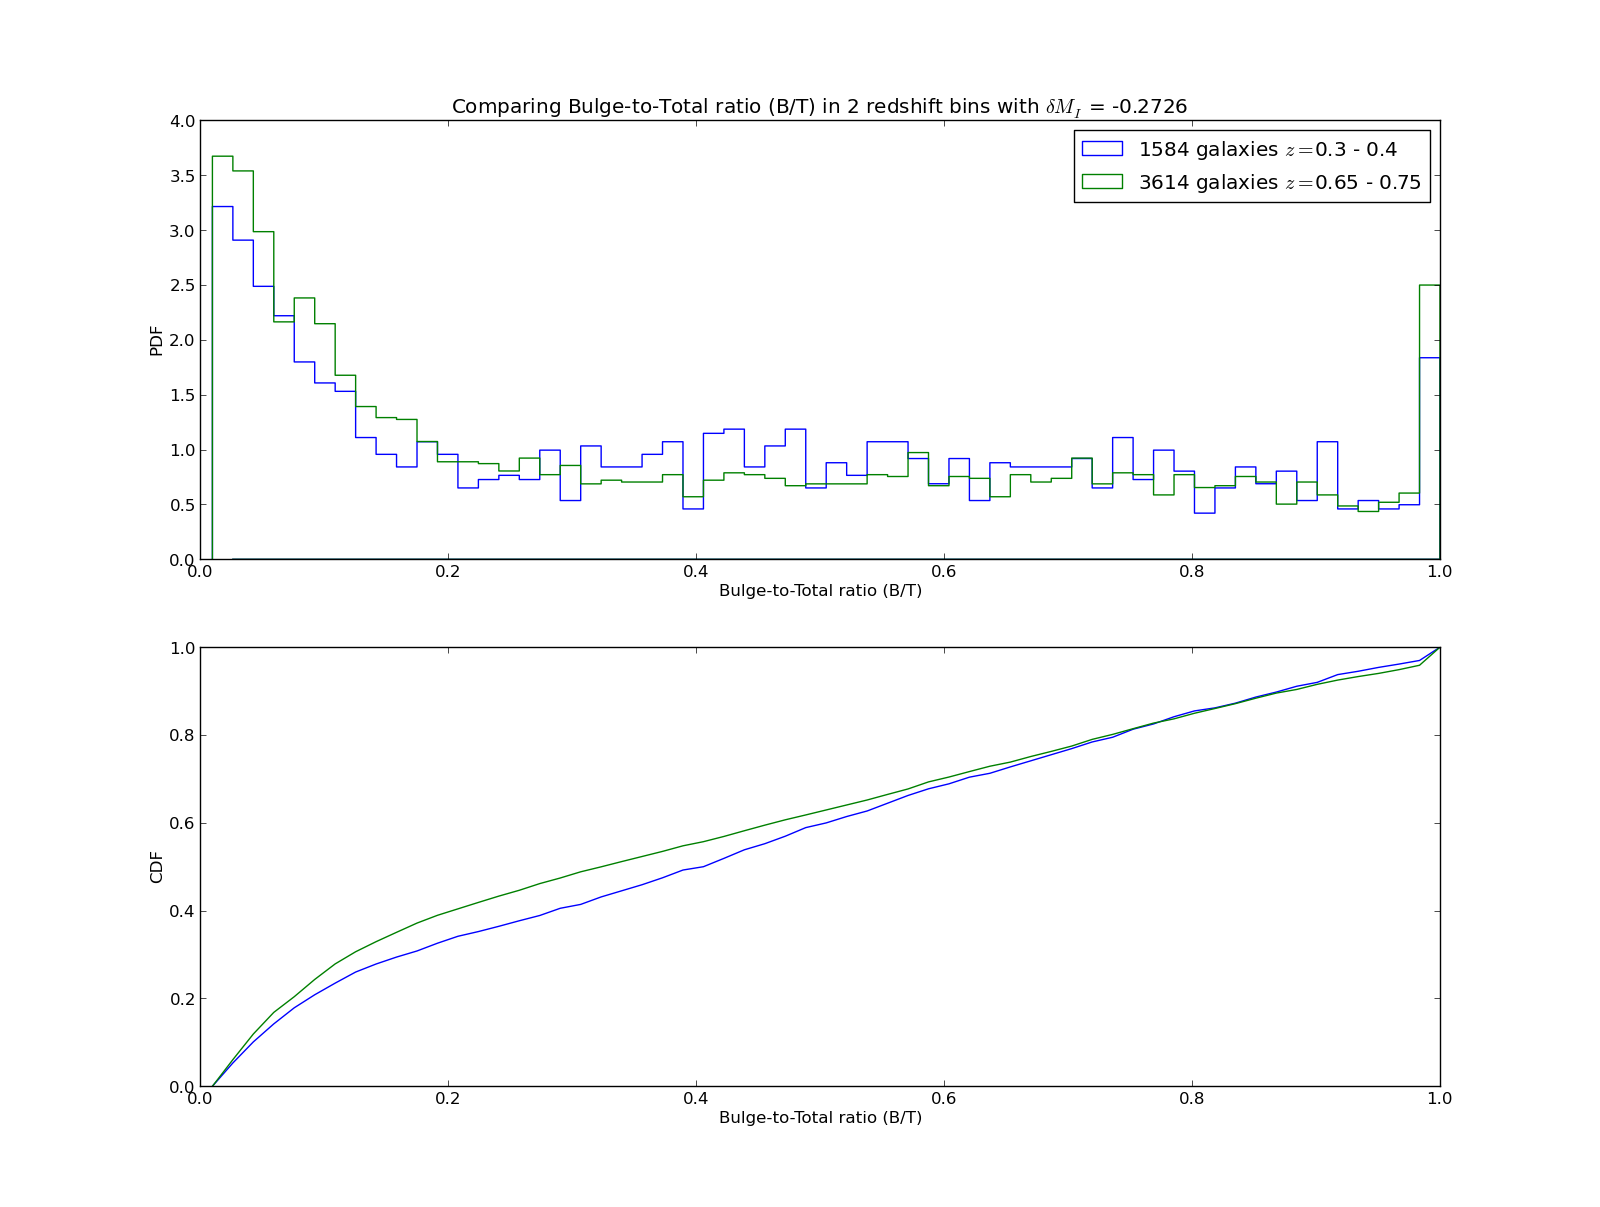 Comparing Bulge-to-Total ratio (B/T) in 2 redshift bins with δM_I = -0.2726
4.0
1584 galaxies z=0.3 - 0.4
3.5
3614 galaxies z=0.65 - 0.75
3.0
2.5
2.0
PDF
1.5
1.0
0.5
0.0
0.0 0.2 0.4 0.6 0.8 1.0
Bulge-to-Total ratio (B/T)
1.0
0.8
0.6
CDF
0.4
0.2
0.0
0.0 0.2 0.4 0.6 0.8 1.0
Bulge-to-Total ratio (B/T)